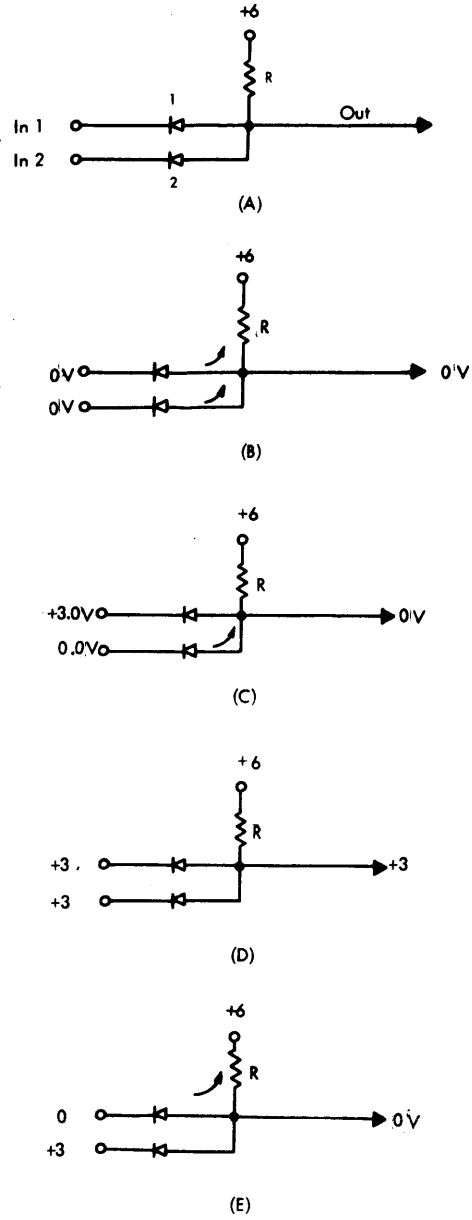 +6
R
1
Out
In 1
In 2
2
(A)
+6
R
0V
0V
0V
(B)
+6
R
+3.0V
0V
0.0V
(C)
+6
R
+3
+3
+3
(D)
+6
R
0
0V
+3
(E)